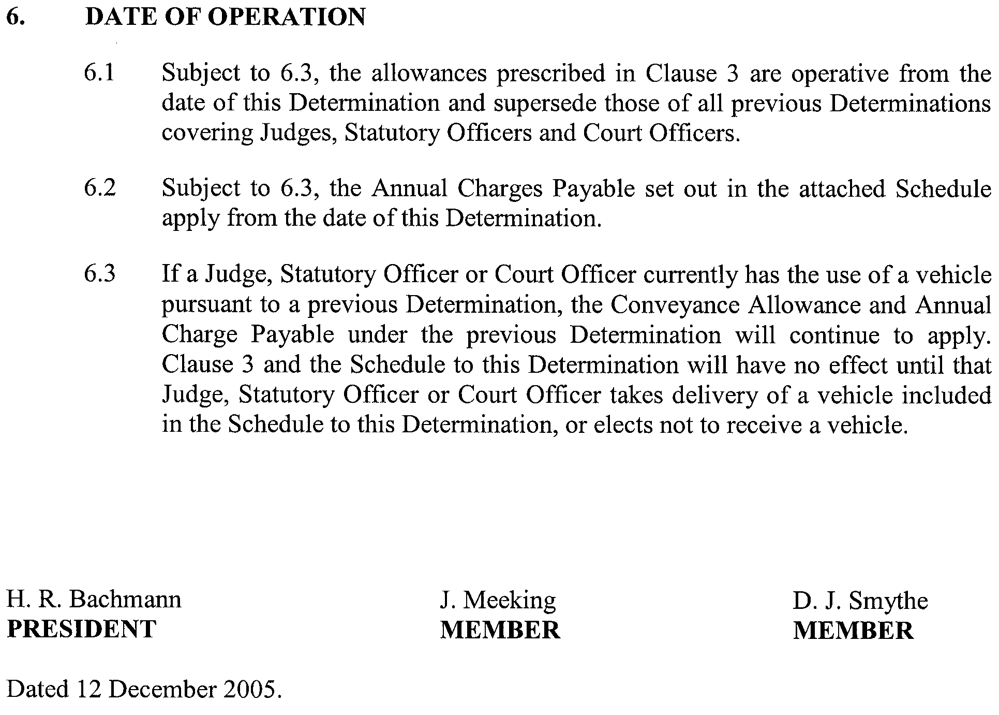 6. DATE OF OPERATION
6.1 Subject to 6.3, the allowances prescribed in Clause 3 are operative from the
date of this Determination and supersede those of all previous Determinations
covering Judges, Statutory Officers and Court Officers.
6.2 Subject to 6.3, the Annual Charges Payable set out in the attached Schedule
apply from the date of this Determination.
6.3 If a Judge, Statutory Officer or Court Officer currently has the use of a vehicle
pursuant to a previous Determination, the Conveyance Allowance and Annual
Charge Payable under the previous Determination will continue to apply.
Clause 3 and the Schedule to this Determination will have no effect until that
Judge, Statutory Officer or Court Officer takes delivery of a vehicle included
in the Schedule to this Determination, or elects not to receive a vehicle.
H. R. Bachmann J. Meeking D. J. Smythe
PRESIDENT MEMBER MEMBER
Dated 12 December 2005.